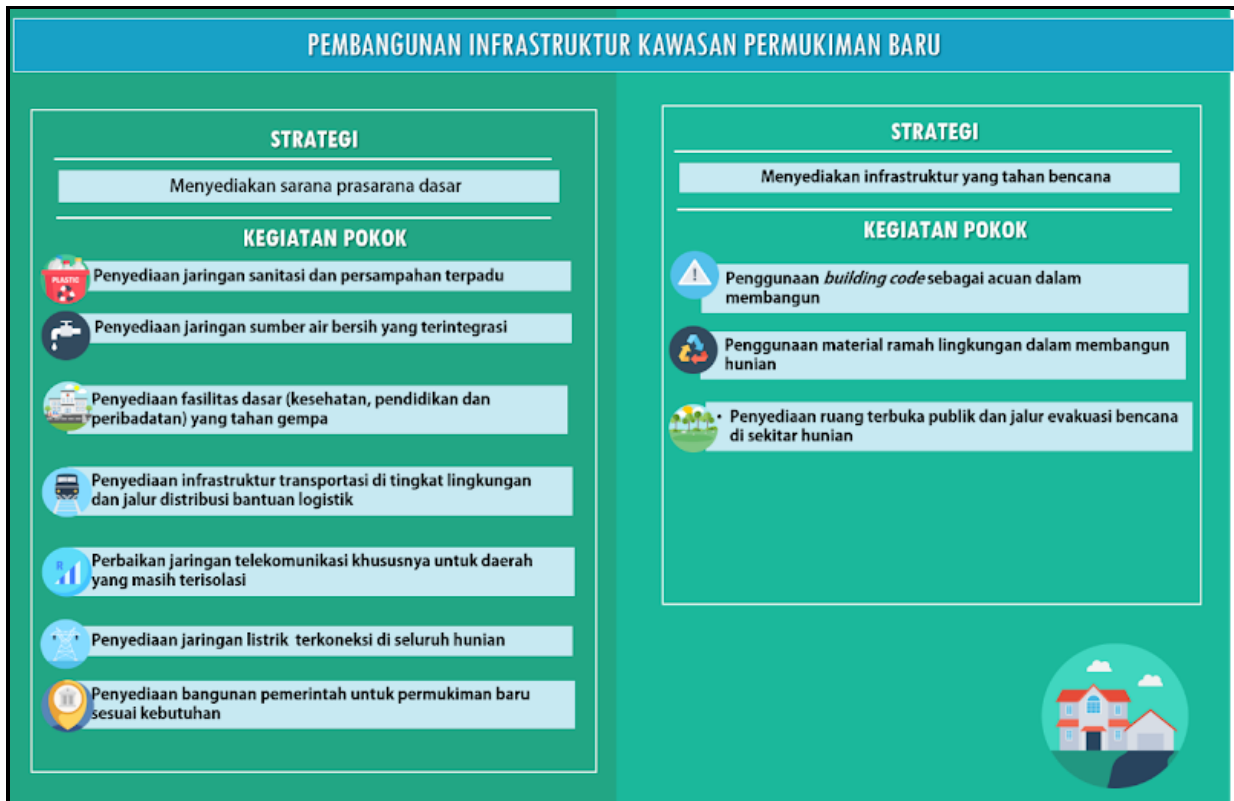 PEMBANGUNAN INFRASTRUKTUR KAWASAN PERMUKIMAN BARU
STRATEGI
Menyediakan sarana prasarana dasar
KEGIATAN POKOK
PLASTIC
Penyediaan jaringan sanitasi dan persampahan terpadu
Penyediaan jaringan sumber air bersih yang terintegrasi
Penyediaan fasilitas dasar (kesehatan, pendidikan dan
peribadatan) yang tahan gempa
Penyediaan infrastruktur transportasi di tingkat lingkungan
dan jalur distribusi bantuan logistik
R
Perbaikan jaringan telekomunikasi khususnya untuk daerah
yang masih terisolasi
Penyediaan jaringan listrik terkoneksi di seluruh hunian
Penyediaan bangunan pemerintah untuk permukiman baru
sesuai kebutuhan
STRATEGI
Menyediakan infrastruktur yang tahan bencana
KEGIATAN POKOK
Penggunaan building code sebagai acuan dalam
membangun
Penggunaan material ramah lingkungan dalam membangun
hunian
• Penyediaan ruang terbuka publik dan jalur evakuasi bencana
di sekitar hunian